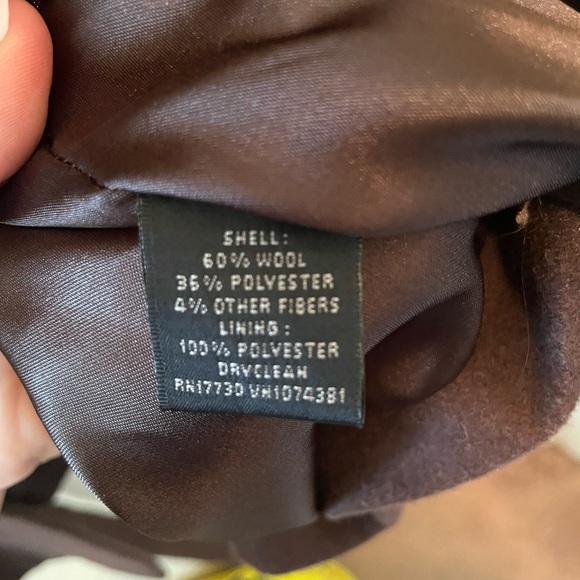 SHELL:
60% WOOL
36% POLYESTER
4% OTHER FIBERS
LINING:
100% POLYESTER
DRYCLEAN
RN17730 VN1074381